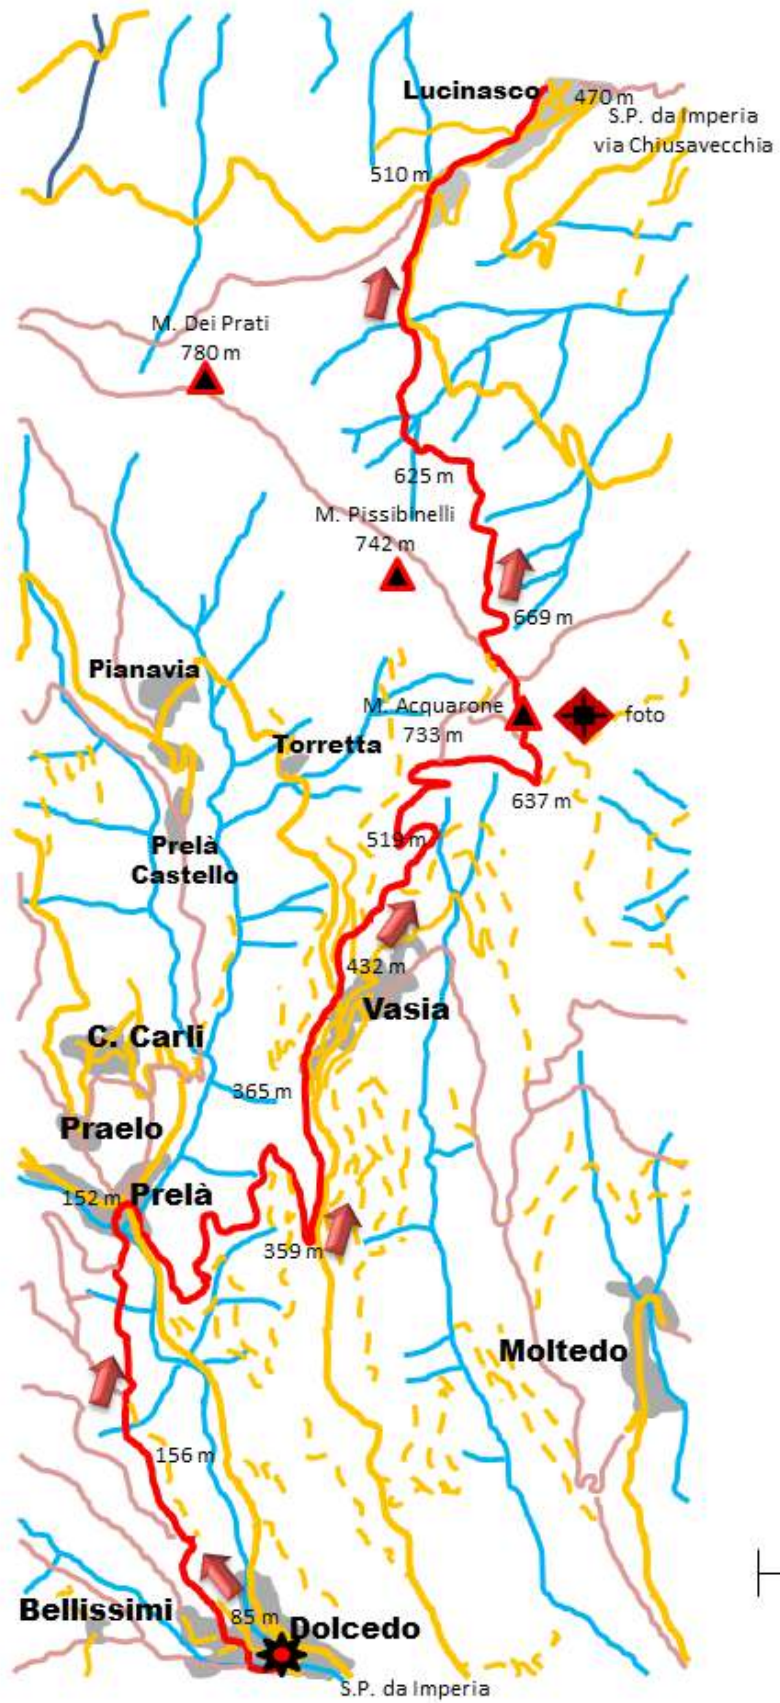 Lucinasco
470 m
S.P. da Imperia
via Chiusavecchia
510 m
M. Dei Prati
780 m
625 m
M. Pissibinelli
742 m
669 m
Pianavia
M. Acquarone
733 m
foto
Torretta
637 m
519 m
Prelà
Castello
432 m
Vasia
C. Carli
365 m
Praelo
152 m
Prelà
359 m
Moltedo
156 m
Bellissimi
85 m
Dolcedo
S.P. da Imperia